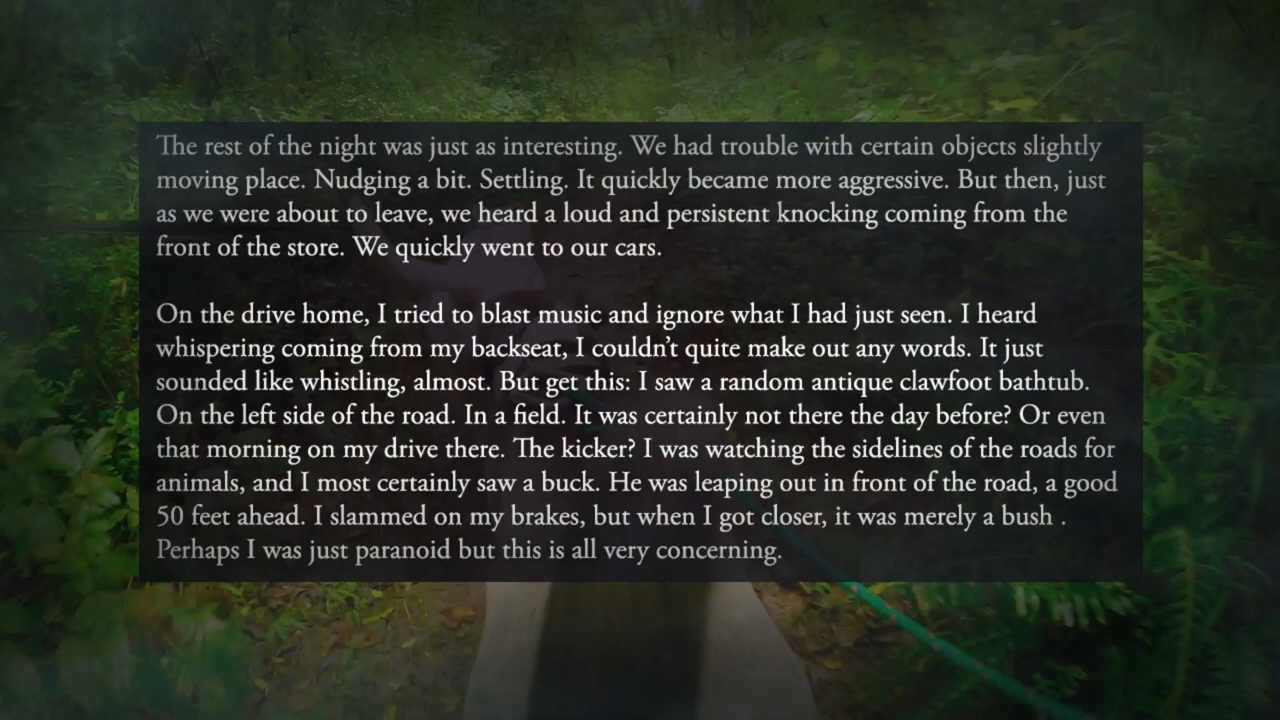 The rest of the night was just as interesting. We had trouble with certain objects slightly
moving place. Nudging a bit. Settling. It quickly became more aggressive. But then, just
as we were about to leave, we heard a loud and persistent knocking coming from the
front of the store. We quickly went to our cars.
On the drive home, I tried to blast music and ignore what I had just seen. I heard
whispering coming from my backseat, I couldn’t quite make out any words. It just
sounded like whistling, almost. But get this: I saw a random antique clawfoot bathtub.
On the left side of the road. In a field. It was certainly not there the day before? Or even
that morning on my drive there. The kicker? I was watching the sidelines of the roads for
animals, and I most certainly saw a buck. He was leaping out in front of the road, a good
50 feet ahead. I slammed on my brakes, but when I got closer, it was merely a bush .
Perhaps I was just paranoid but this is all very concerning.